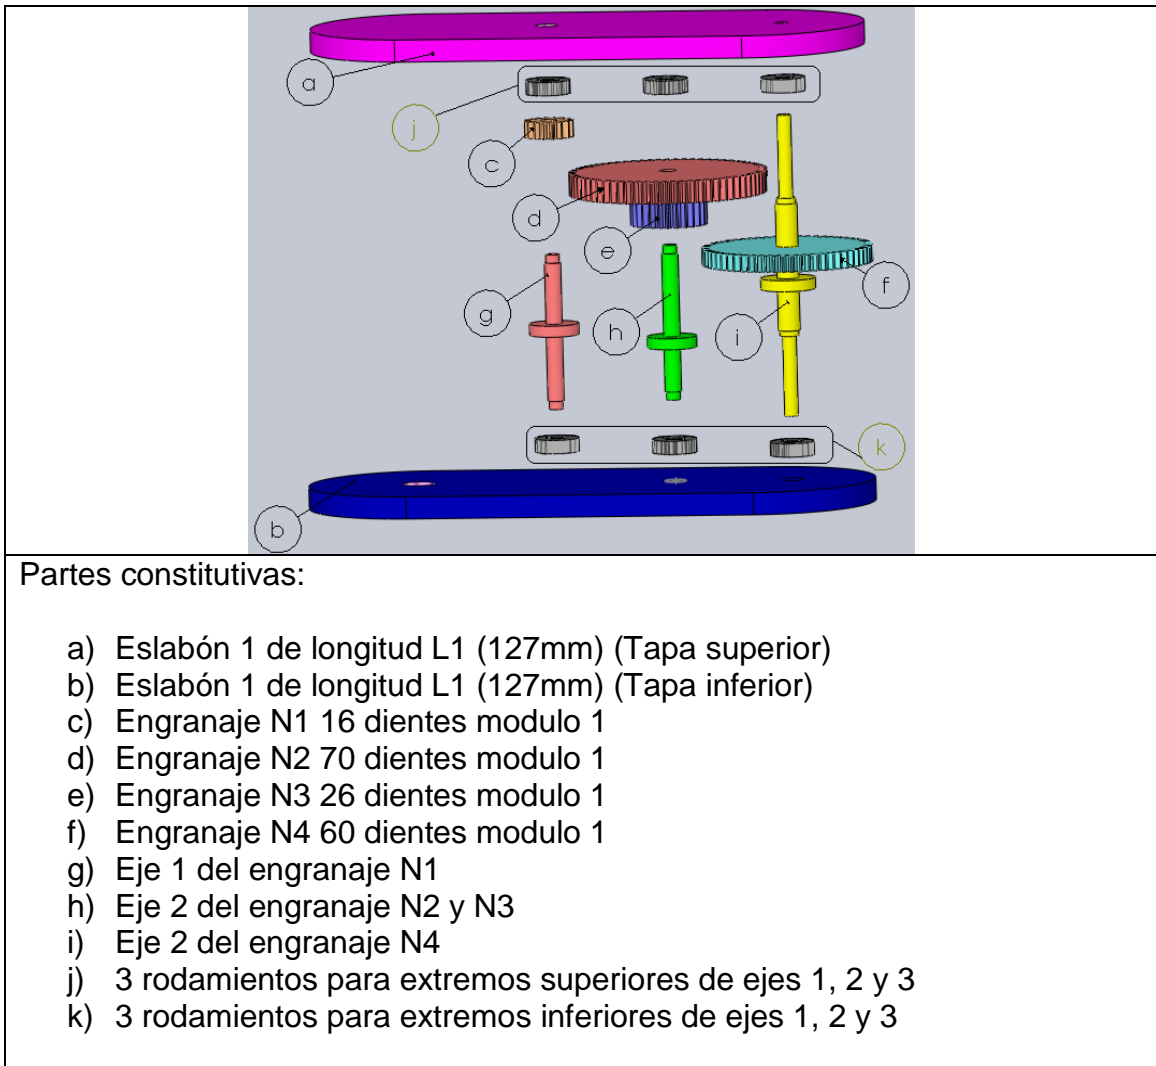 a
j
c
d
e
g
h
i
f
k
b
Partes constitutivas:
a) Eslabón 1 de longitud L1 (127mm) (Tapa superior)
b) Eslabón 1 de longitud L1 (127mm) (Tapa inferior)
c) Engranaje N1 16 dientes modulo 1
d) Engranaje N2 70 dientes modulo 1
e) Engranaje N3 26 dientes modulo 1
f) Engranaje N4 60 dientes modulo 1
g) Eje 1 del engranaje N1
h) Eje 2 del engranaje N2 y N3
i) Eje 2 del engranaje N4
j) 3 rodamientos para extremos superiores de ejes 1, 2 y 3
k) 3 rodamientos para extremos inferiores de ejes 1, 2 y 3